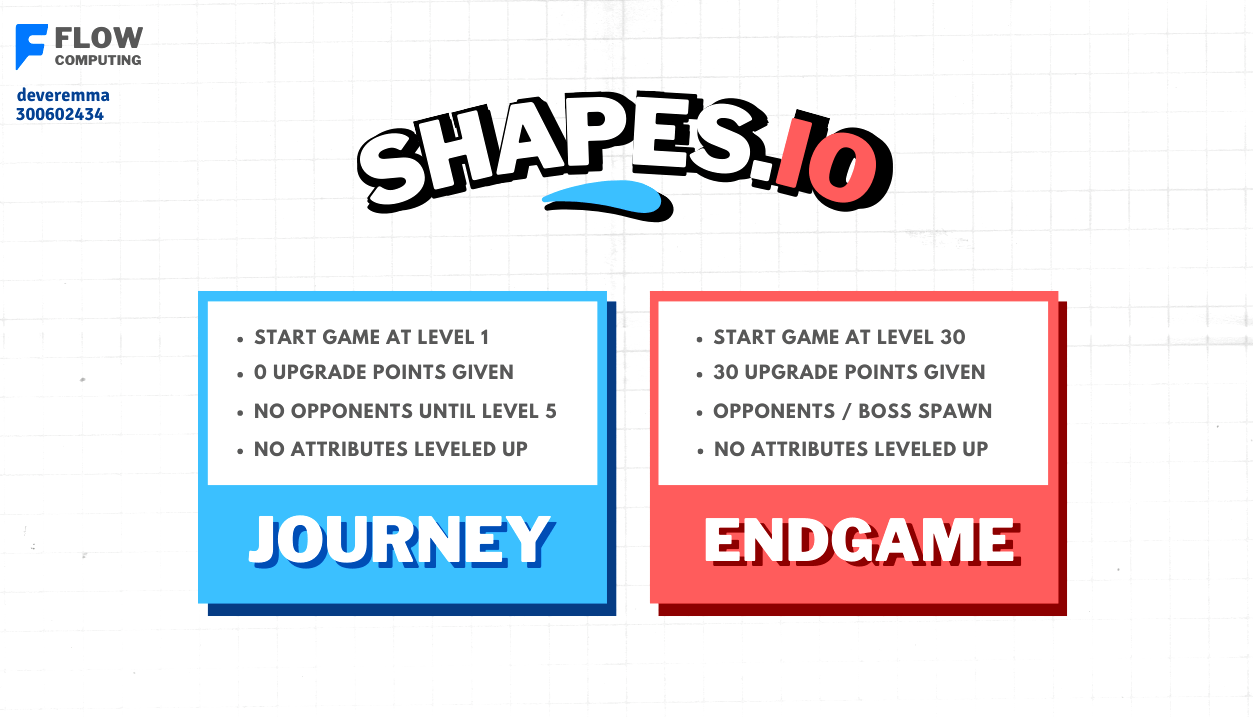 FLOW
COMPUTING
deveremma
300602434
SHAPES.IO
• START GAME AT LEVEL 1
• 0 UPGRADE POINTS GIVEN
• NO OPPONENTS UNTIL LEVEL 5
• NO ATTRIBUTES LEVELED UP
JOURNEY
• START GAME AT LEVEL 30
• 30 UPGRADE POINTS GIVEN
• OPPONENTS / BOSS SPAWN
• NO ATTRIBUTES LEVELED UP
ENDGAME